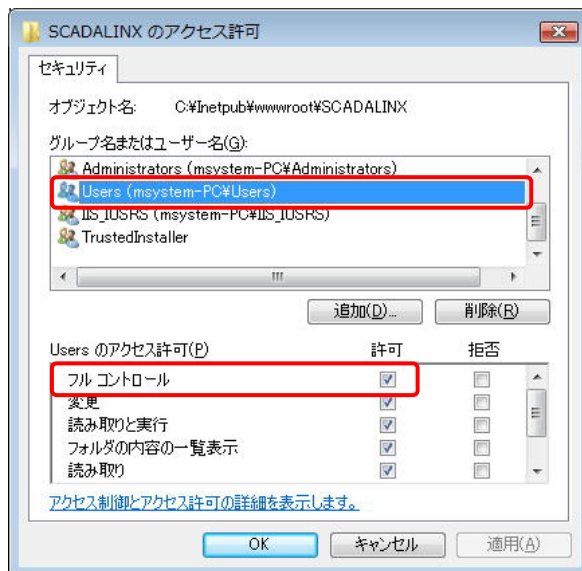 SCADALINX のアクセス許可
セキュリティ
オブジェクト名: C:¥Inetpub¥wwwroot¥SCADALINX
グループ名またはユーザー名(G):
Administrators (msystem-PC¥Administrators)
Users (msystem-PC¥Users)
IIS_IUSRS (msystem-PC¥IIS_IUSRS)
TrustedInstaller
追加(D)... 削除(R)
Users のアクセス許可(P) 許可 拒否
フル コントロール
変更
読み取りと実行
フォルダの内容の一覧表示
読み取り
アクセス制御とアクセス許可の詳細を表示します。
OK キャンセル 適用(A)